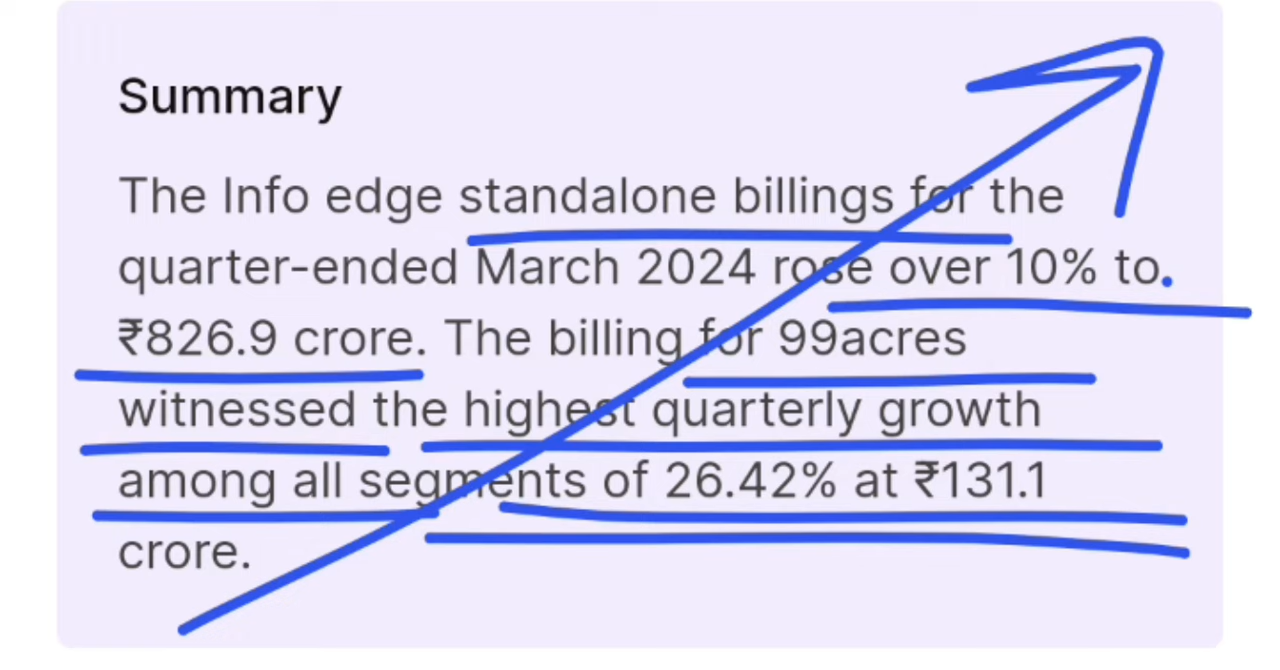 Summary
The Info edge standalone billings for the
quarter-ended March 2024 rose over 10% to
₹826.9 crore. The billing for 99acres
witnessed the highest quarterly growth
among all segments of 26.42% at ₹131.1
crore.